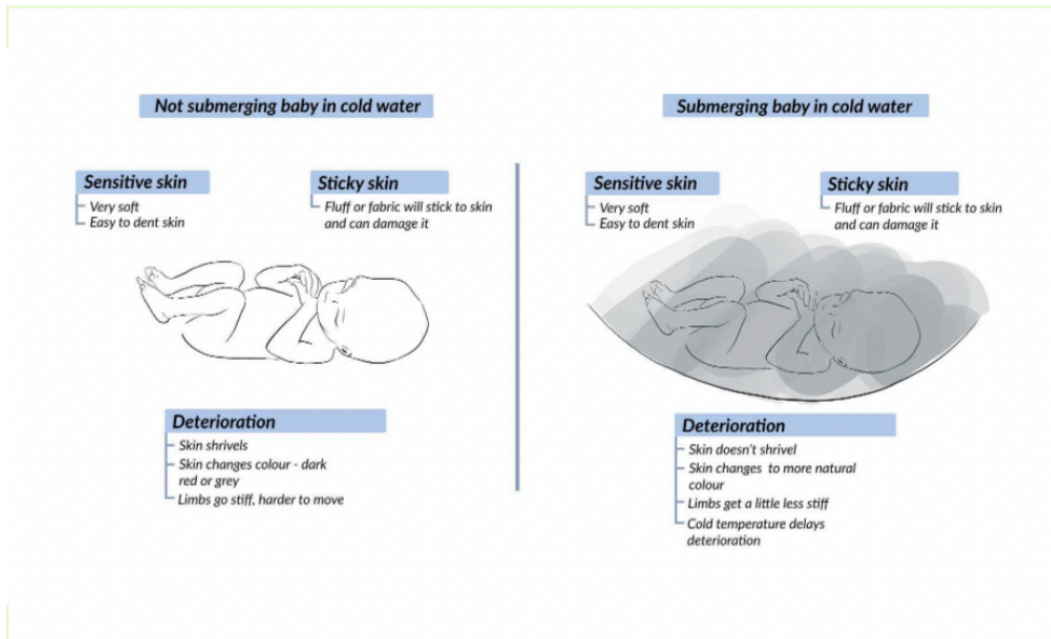 Not submerging baby in cold water
Sensitive skin
Very soft
Easy to dent skin
Sticky skin
Fluff or fabric will stick to skin
and can damage it
Deterioration
Skin shrivels
Skin changes colour - dark
red or grey
Limbs go stiff, harder to move
Submerging baby in cold water
Sensitive skin
Very soft
Easy to dent skin
Sticky skin
Fluff or fabric will stick to skin
and can damage it
Deterioration
Skin doesn't shrivel
Skin changes to more natural
colour
Limbs get a little less stiff
Cold temperature delays
deterioration